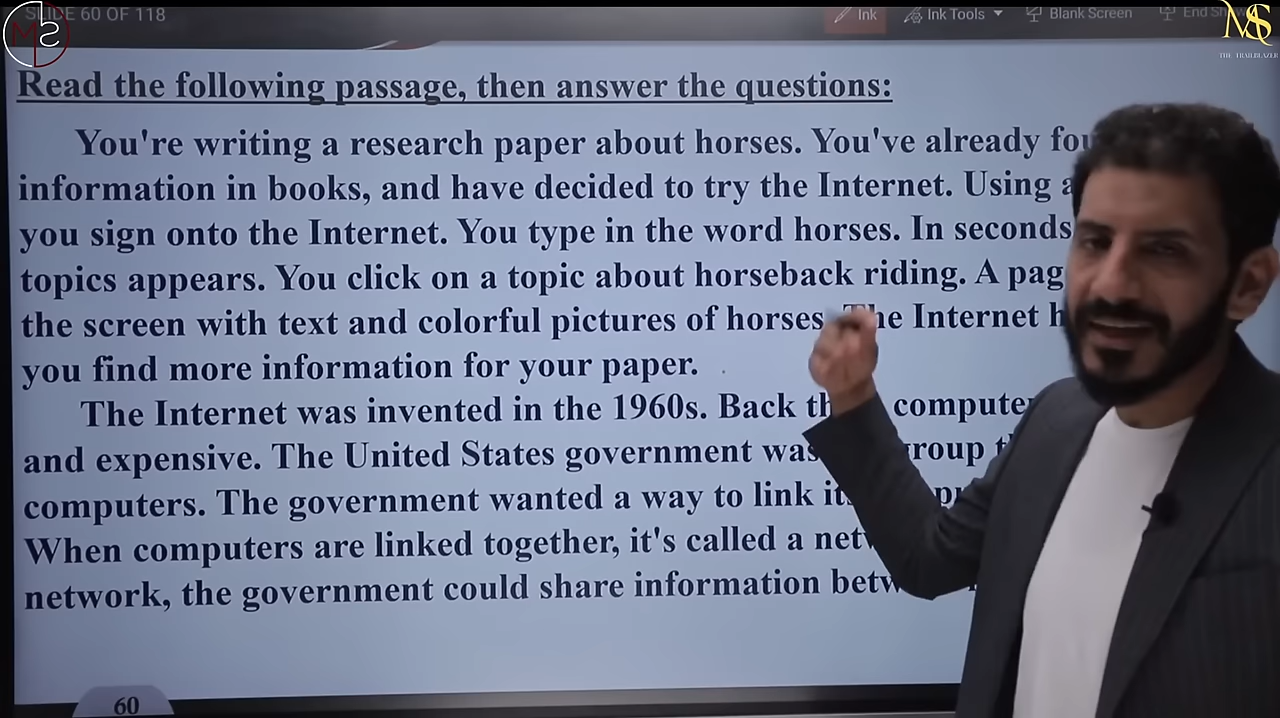 SLIDE 60 OF 118
Ink
Ink Tools
Blank Screen
End Show
MS
MS
THE TRAILBLAZER
Read the following passage, then answer the questions:
You're writing a research paper about horses. You've already fou
information in books, and have decided to try the Internet. Using a
you sign onto the Internet. You type in the word horses. In seconds
topics appears. You click on a topic about horseback riding. A pag
the screen with text and colorful pictures of horses. The Internet h
you find more information for your paper.
The Internet was invented in the 1960s. Back th computer
and expensive. The United States government was group t
computers. The government wanted a way to link its
When computers are linked together, it's called a net
network, the government could share information betw
60